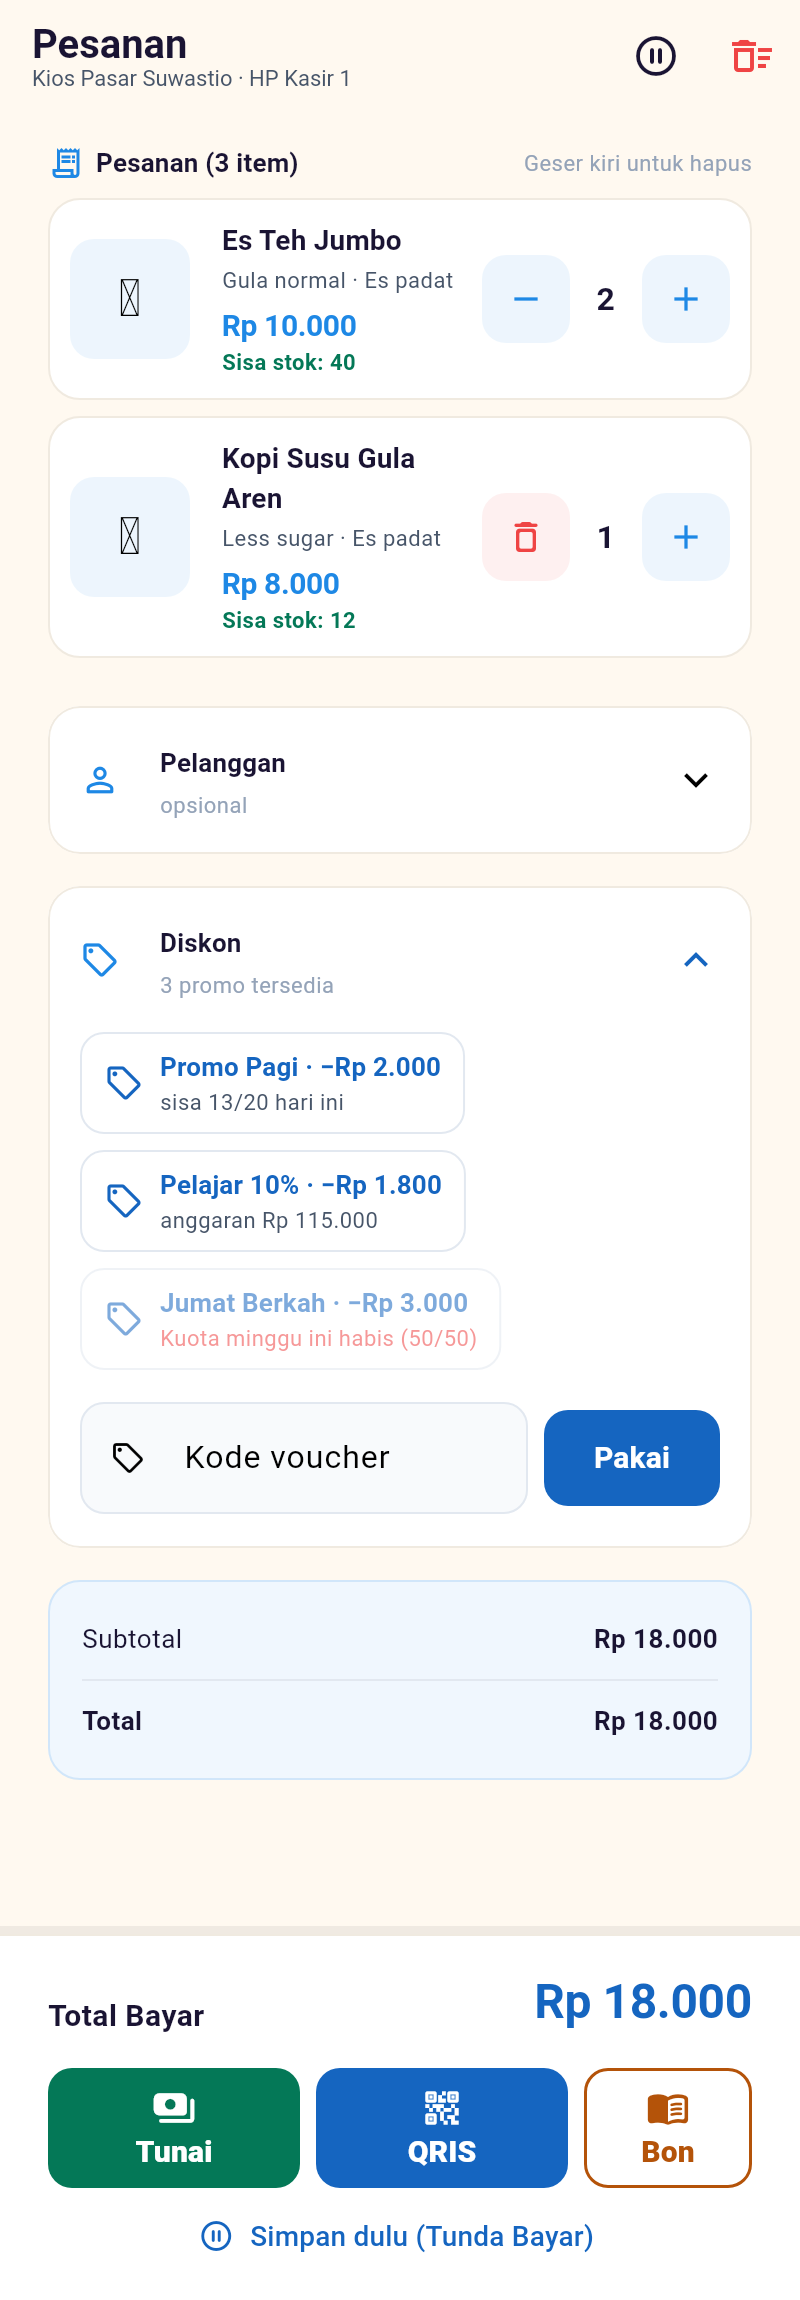 Pesanan
Kios Pasar Suwastio · HP Kasir 1
Pesanan (3 item)
Geser kiri untuk hapus
Es Teh Jumbo
Gula normal · Es padat
Rp 10.000
Sisa stok: 40
2
Kopi Susu Gula
Aren
Less sugar · Es padat
Rp 8.000
Sisa stok: 12
1
Pelanggan
opsional
Diskon
3 promo tersedia
Promo Pagi · −Rp 2.000
sisa 13/20 hari ini
Pelajar 10% · −Rp 1.800
anggaran Rp 115.000
Jumat Berkah · −Rp 3.000
Kuota minggu ini habis (50/50)
Kode voucher
Pakai
Subtotal
Rp 18.000
Total
Rp 18.000
Total Bayar
Rp 18.000
Tunai
QRIS
Bon
Simpan dulu (Tunda Bayar)